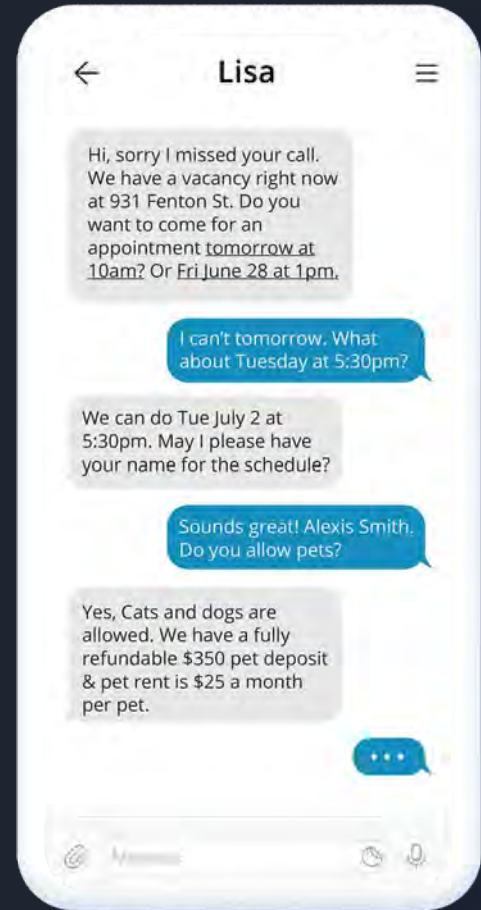 Lisa
Hi, sorry I missed your call.
We have a vacancy right now
at 931 Fenton St. Do you
want to come for an
appointment tomorrow at
10am? Or Fri June 28 at 1pm.
I can't tomorrow. What
about Tuesday at 5:30pm?
We can do Tue July 2 at
5:30pm. May I please have
your name for the schedule?
Sounds great! Alexis Smith.
Do you allow pets?
Yes, Cats and dogs are
allowed. We have a fully
refundable $350 pet deposit
& pet rent is $25 a month
per pet.